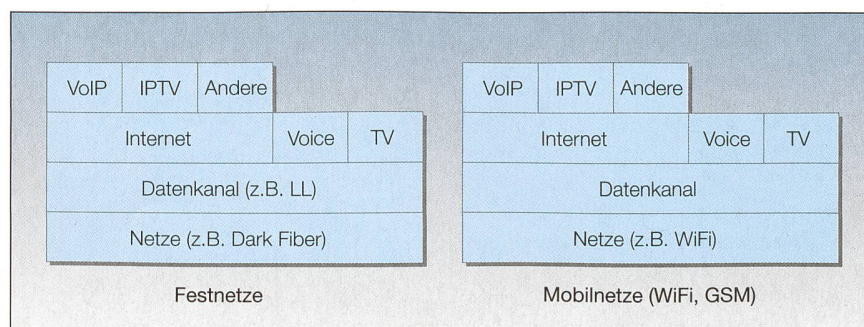 VoIP IPTV Andere
Internet Voice TV
Datenkanal (z.B. LL)
Netze (z.B. Dark Fiber)
Festnetze
VoIP IPTV Andere
Internet Voice TV
Datenkanal
Netze (z.B. WiFi)
Mobilnetze (WiFi, GSM)